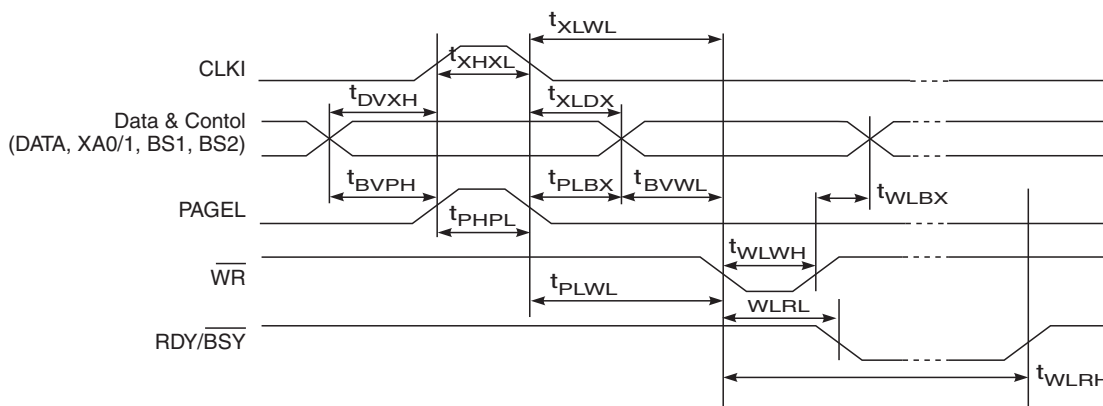 tXLWL
CLKI
tXHXL
tDVXH
tXLDX
Data & Contol
(DATA, XA0/1, BS1, BS2)
tBVPH
tPLBX
tBVWL
tWLBX
PAGEL
tPHPL
tWLWH
WR
tPLWL
WLRL
RDY/BSY
tWLRH